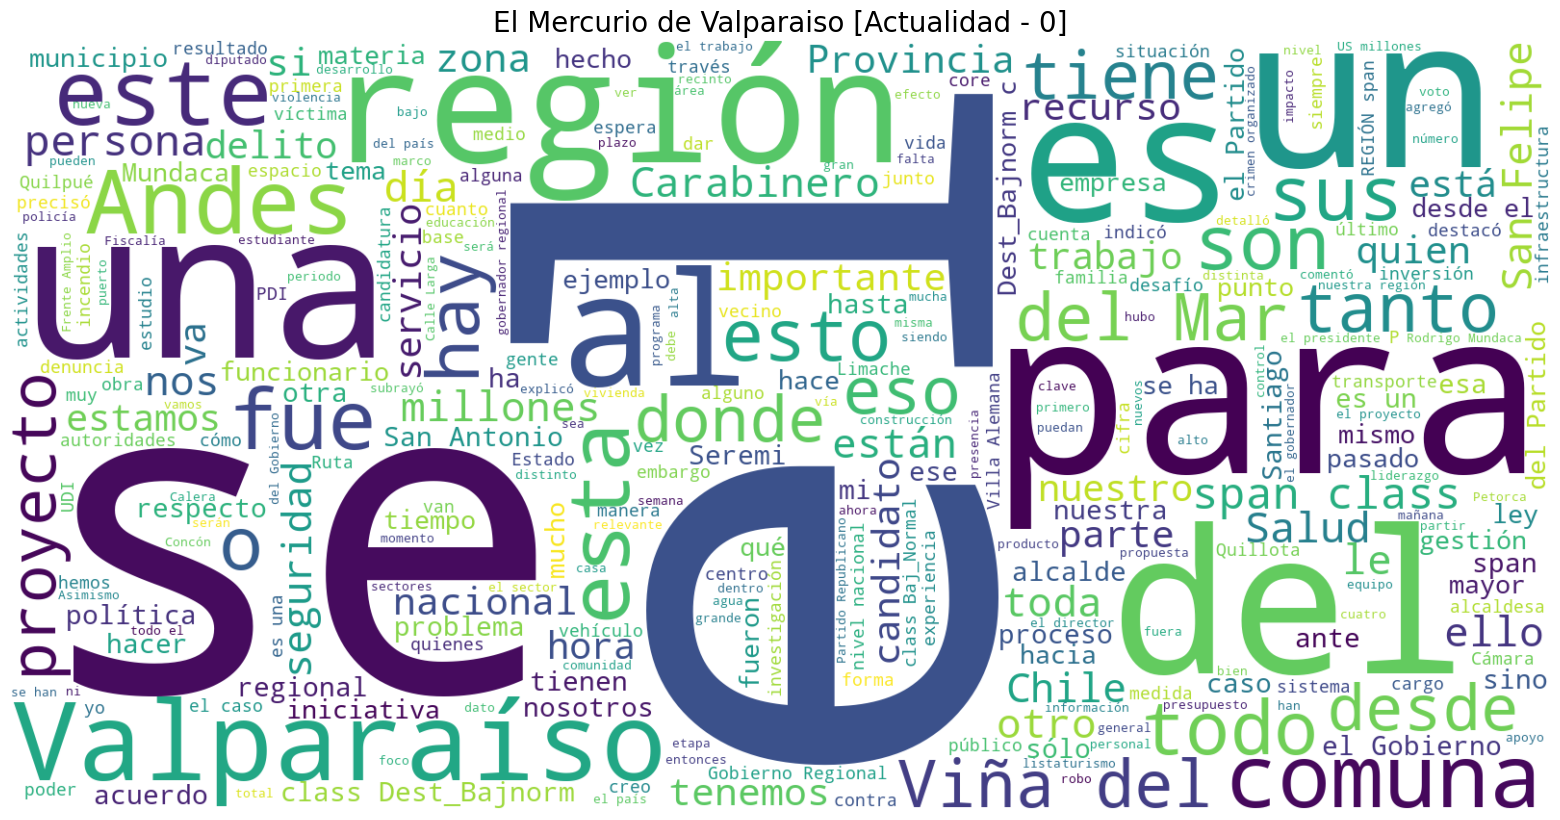 El Mercurio de Valparaiso [Actualidad - 0]
municipio
resultado
diputado
si
materia
el trabajo
desarrollo
zona
hecho
través
recinto
área
Provincia
core
tiene
situación
el Partido
un
nivel
US millones
San Felipe
este
nueva
primera
violencia
víctima
bajo
región
ver
efecto
recurso
impacto
crimen organizado
siempre
voto
agregó
número
REGIÓN span
infraestructura
persona
delito
medio
espera
plazo
dar
vida
falta
es
pueden
del país
marco
gran
Quilpué
Mundaca
espacio
tema
alguna
Carabinero
junto
empresa
sus
está
precisó
policía
Andes
día
cuanto
educación
será
base
gobernador regional
Te
Dest_Bajnorm c
desde el
detalló
indicó
destacó
cuenta
último
actividades
Frente Amplio
puerto
Fiscalía
incendio
estudiante
estudio
PDI
periodo
una
candidatura
servicio
Calle Larga
hay
ejemplo
al
importante
hasta
mucha
trabajo
son
quien
familia
distinta
comentó
desafío
inversión
punto
nuestra región
del Mar
hubo
tanto
denuncia
va
vecino
programa
debe
alta
esto
misma
siendo
el presidente
P Rodrigo Mundaca
muy
obra
nos
funcionario
gente
otra
subrayó
ha
explicó
vivienda
hace
Limache
alguno
vía
eso
Villa Alemana
para
clave
primero
puedan
nuevos
se ha
Santiago
control
es un
transporte
esa
el proyecto
vamos
estamos
autoridades
cómo
fue
millones
San Antonio
sea
donde
construcción
están
presencia
cifra
alto
el gobernador
mismo
pasado
liderazgo
del Partido
proyecto
UDI
del Gobierno
Ruta
Estado
distinto
esta
vez
Seremi
embargo
ese
candidato
mi
ahora
nuestro
nuestra
span class
Petorca
respecto
Calera
serán
Concón
seguridad
se
van
tiempo
momento
mucho
manera
semana
relevante
qué
producto
parte
propuesta
Salud
mañana
partir
ley
Quillota
gestión
hemos
Asimismo
o
sectores
el sector
casa
nacional
problema
quienes
hora
vehículo
comunidad
fueron
investigación
centro
dentro
agua
grande
Partido Republicano
nivel nacional
class Baj_Normal
experiencia
forma
alcalde
toda
el director
proceso
hacia
del
le
equipo
cuatro
span
mayor
alcaldesa
ante
fuera
ello
política
todo el
hacer
es una
bien
Cámara
se han
ni
yo
regional
iniciativa
el caso
dato
tienen
nosotros
Chile
medida
información
presupuesto
caso
sistema
han
cargo
sino
Valparaíso
foco
etapa
entonces
otro
sólo
general
personal
todo
desde
público
listaturismo
robo
el Gobierno
apoyo
poder
acuerdo
total
class Dest_Bajnorm
creo
el país
Gobierno Regional
tenemos
contra
Viña del
comuna